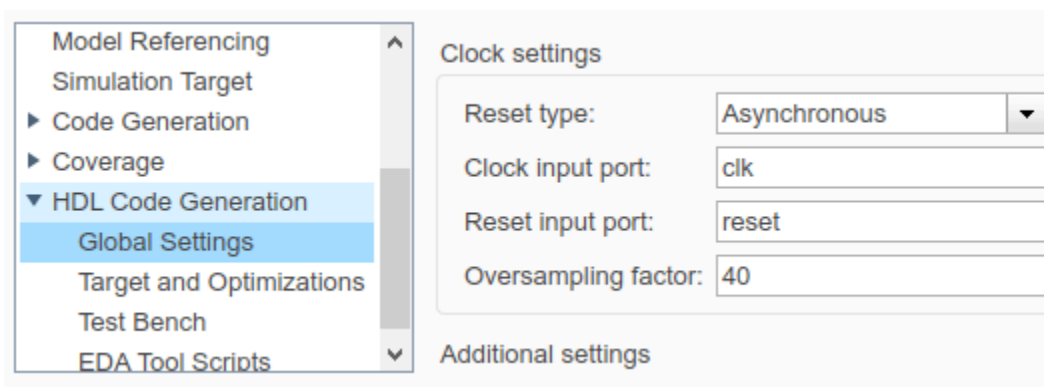 Model Referencing
Simulation Target
Code Generation
Coverage
HDL Code Generation
Global Settings
Target and Optimizations
Test Bench
EDA Tool Scripts
Clock settings
Reset type: Asynchronous
Clock input port: clk
Reset input port: reset
Oversampling factor: 40
Additional settings